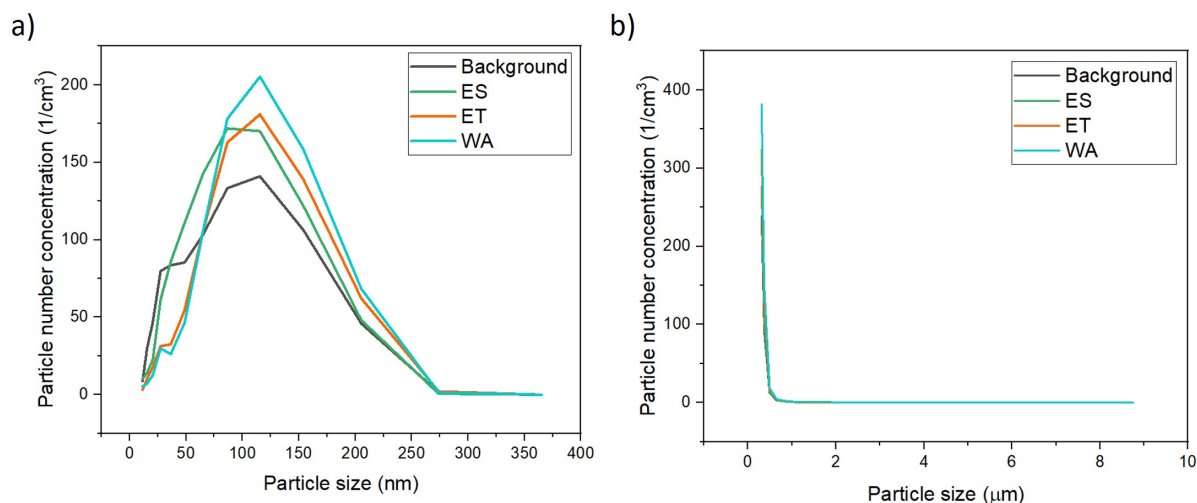 a)
Particle number concentration (1/cm³)
200
150
100
50
0
Background
ES
ET
WA
0 50 100 150 200 250 300 350 400
Particle size (nm)
b)
Particle number concentration (1/cm³)
400
300
200
100
0
Background
ES
ET
WA
0 2 4 6 8 10
Particle size (μm)